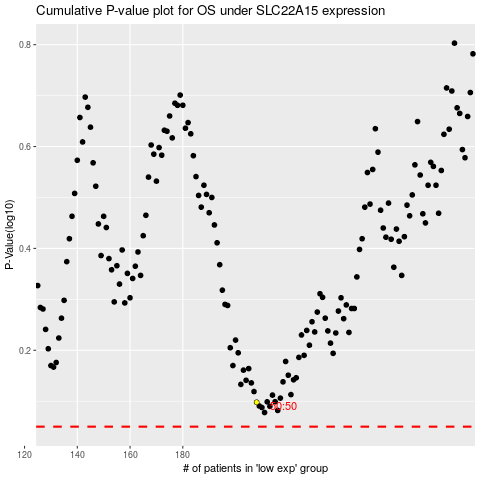 Cumulative P-value plot for OS under SLC22A15 expression
P-Value(log10)
0.8
0.6
0.4
0.2
120 140 160 180
# of patients in 'low exp' group